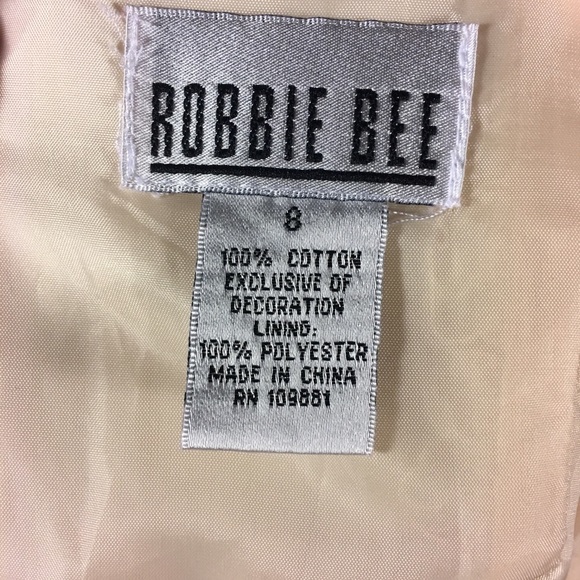 ROBBIE BEE
8
100% COTTON
EXCLUSIVE OF
DECORATION
LINING:
100% POLYESTER
MADE IN CHINA
RN 109881